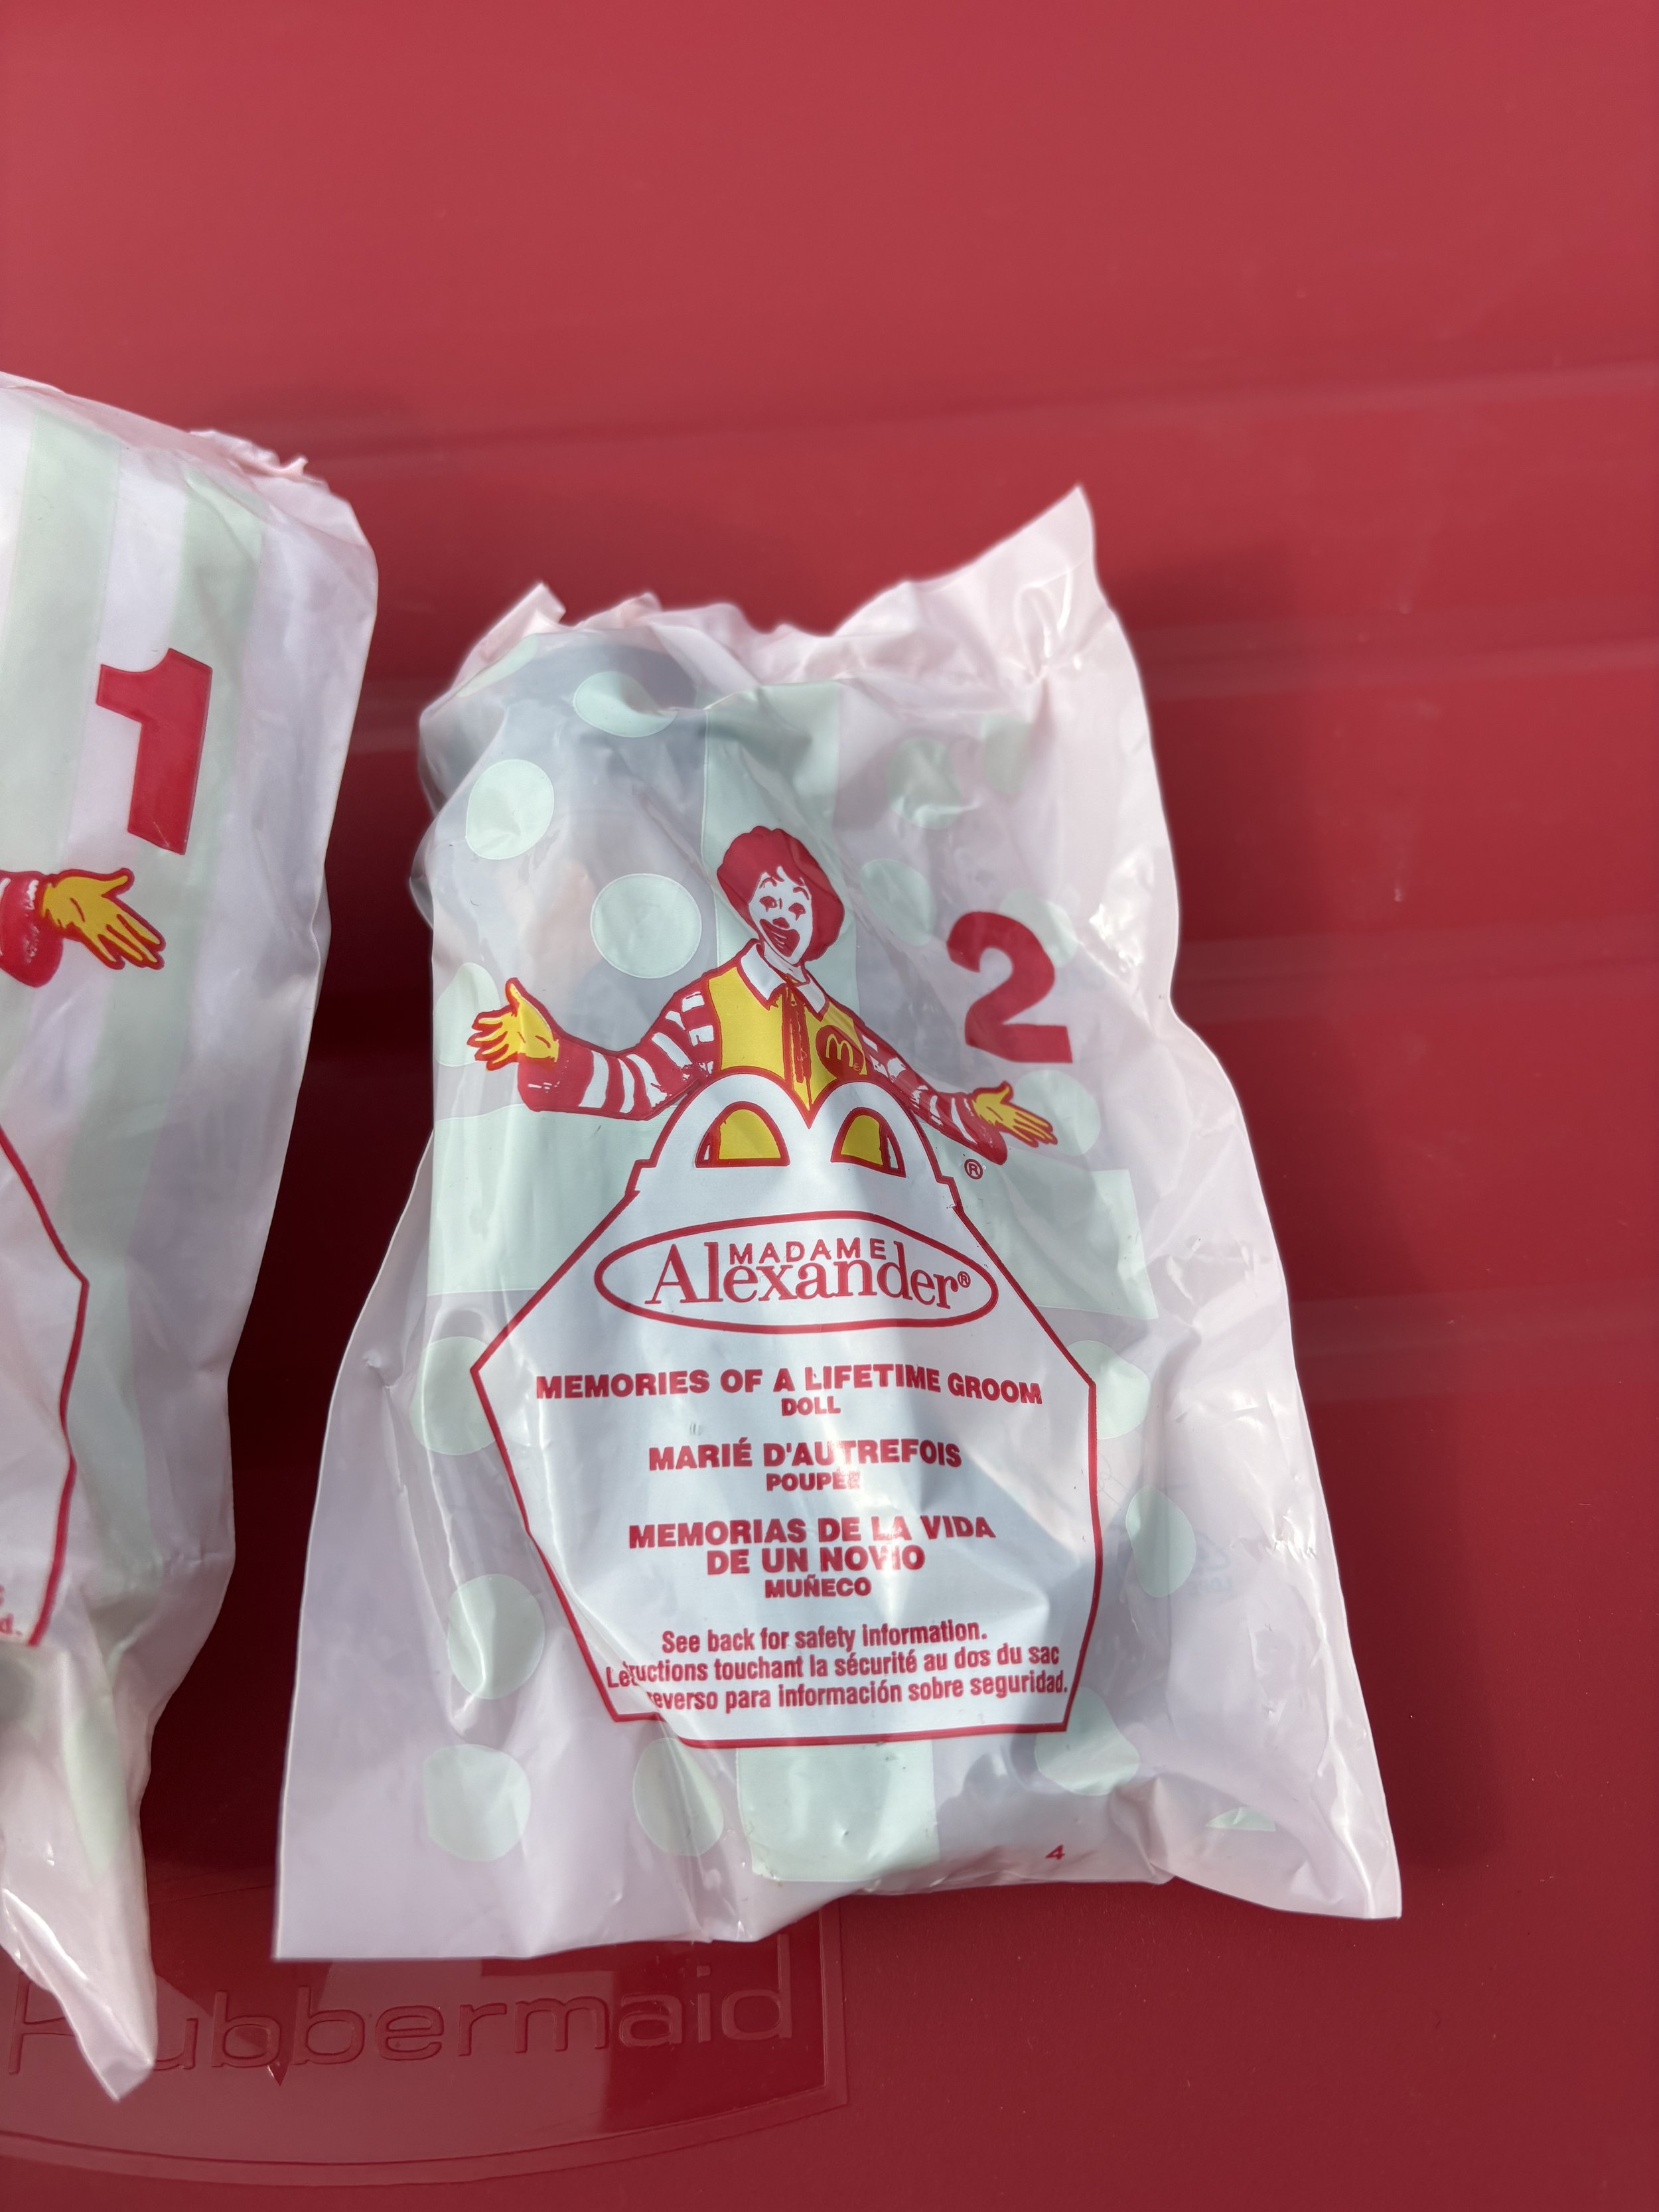 1
2
M
®
MADAME
Alexander®
MEMORIES OF A LIFETIME GROOM
DOLL
MARIÉ D'AUTREFOIS
POUPÉE
MEMORIAS DE LA VIDA
DE UN NOVIO
MUÑECO
See back for safety information.
touchant la sécurité au dos du sac
reverso para información sobre seguridad.
d.
4
Rubbermaid